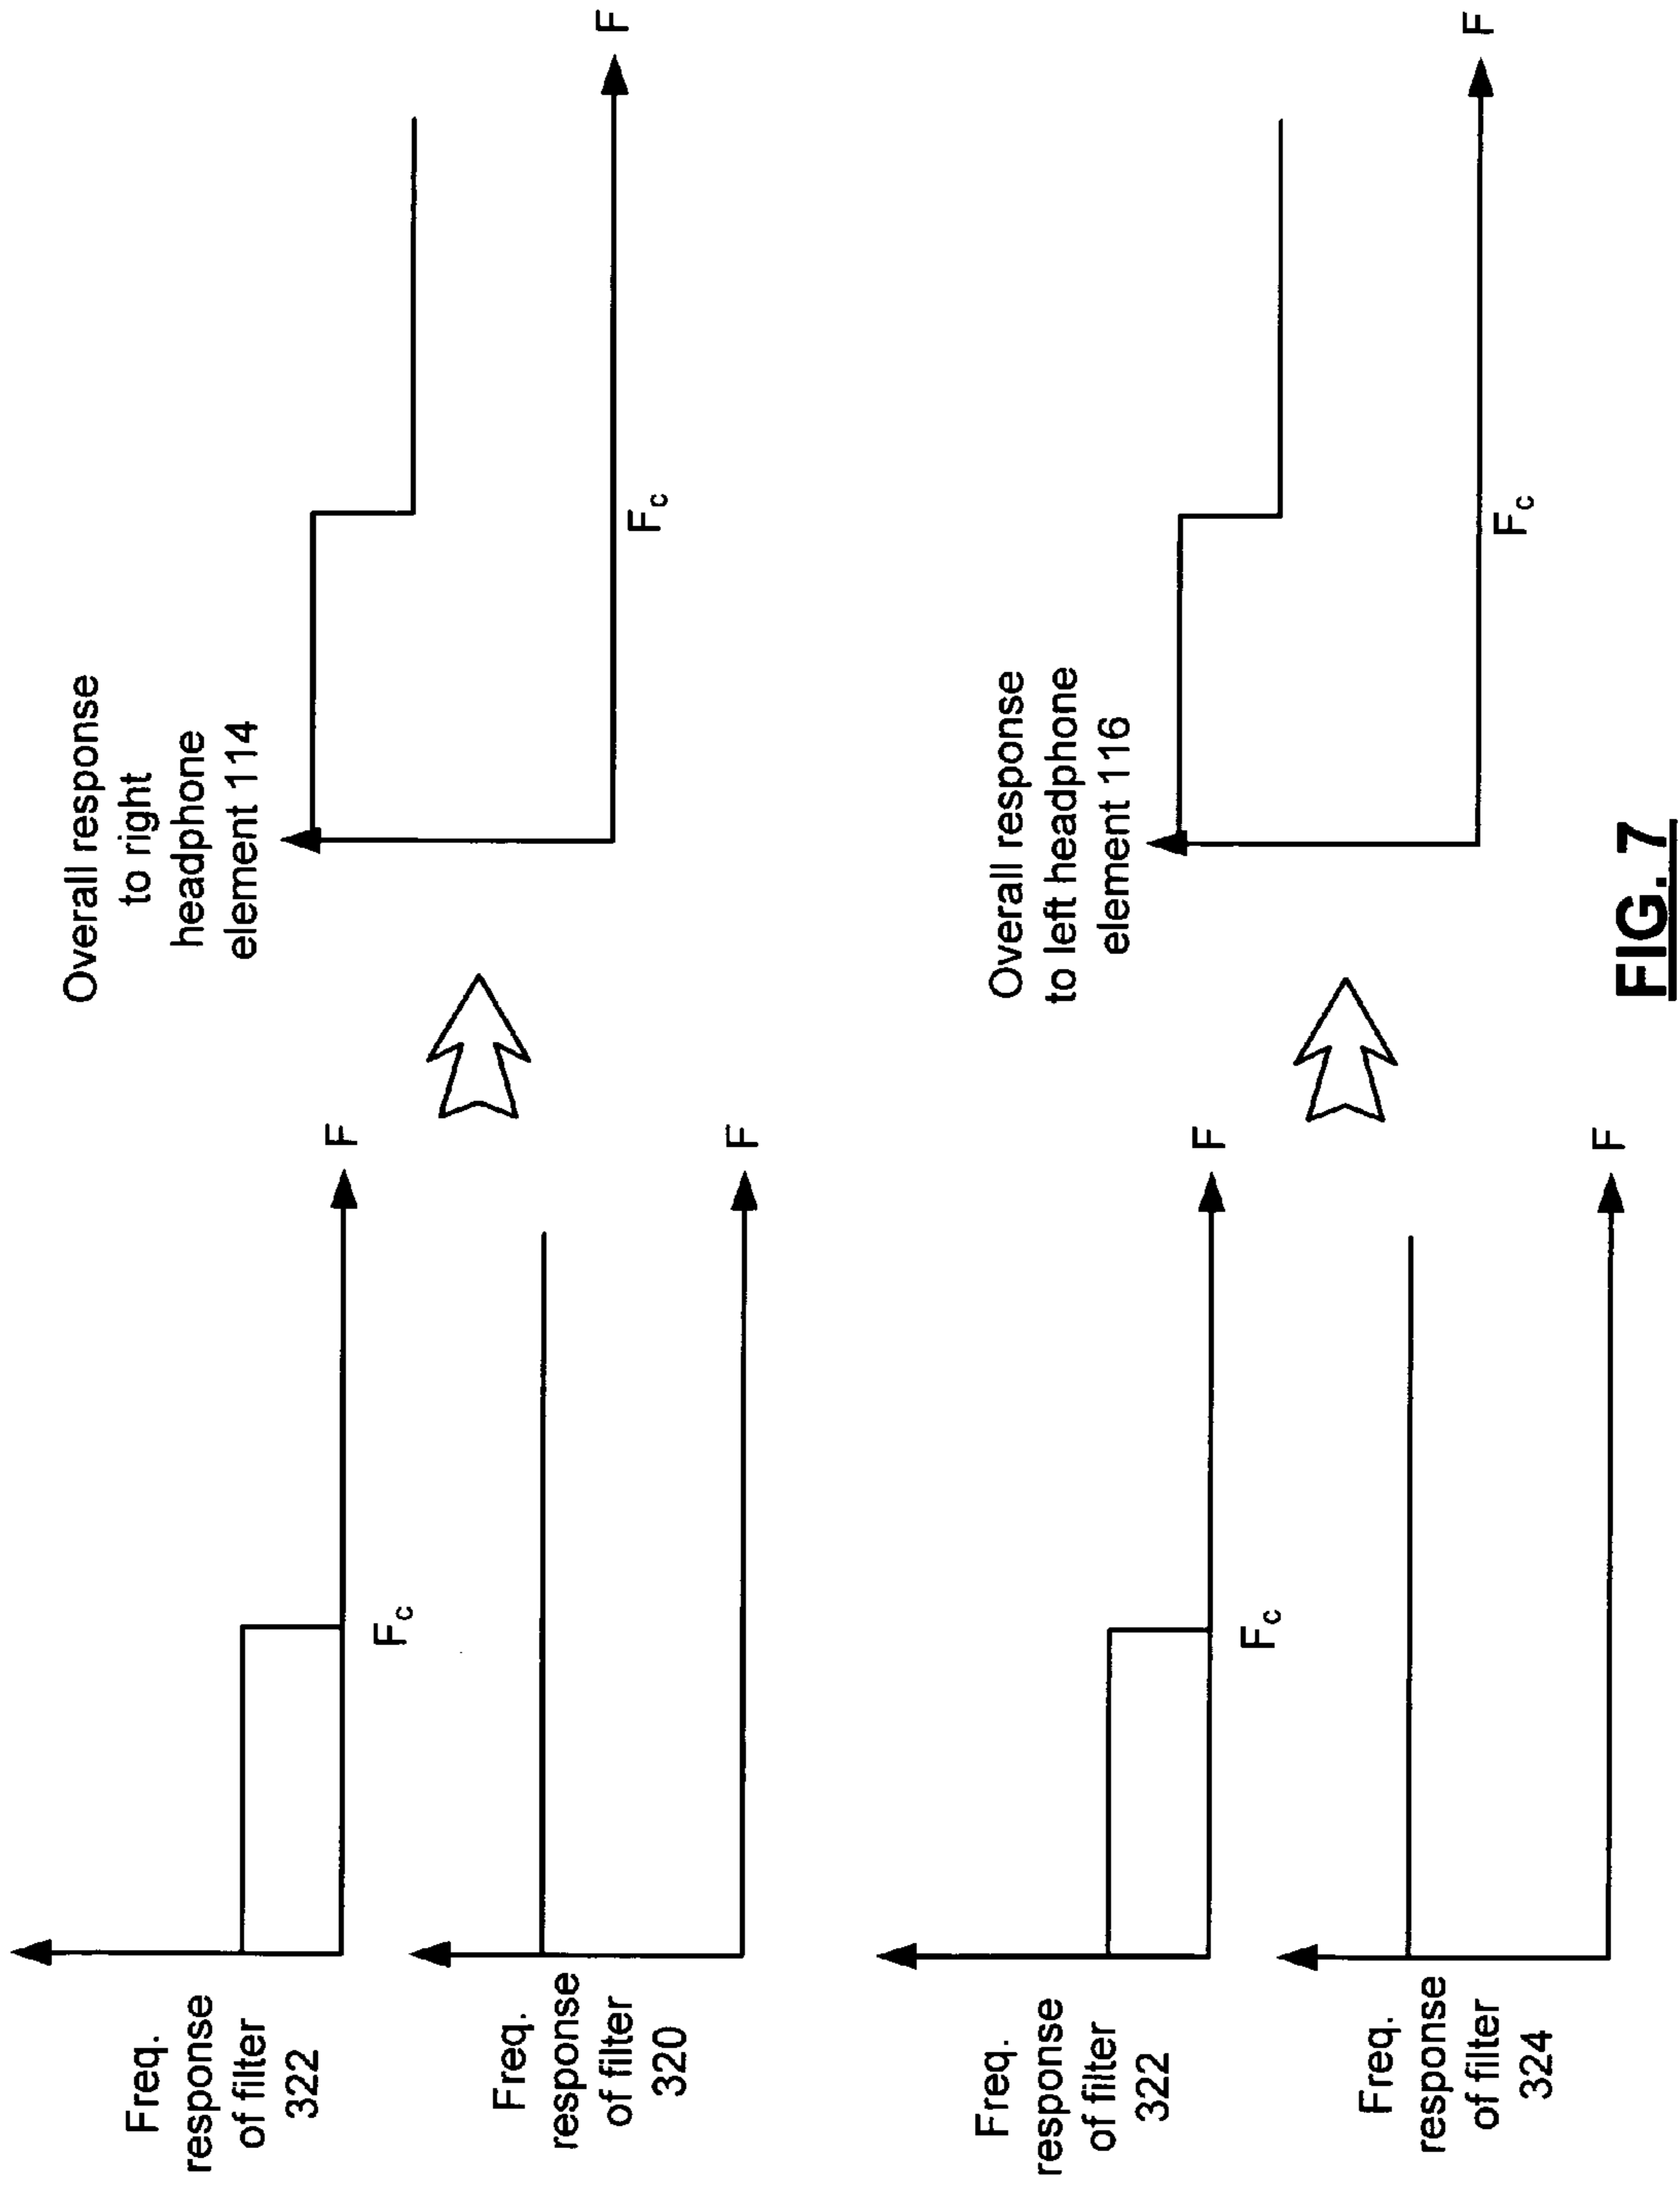 Freq.
response
of filter
322
F
Fc
Freq.
response
of filter
320
F
Overall response
to right
headphone
element 114
F
Fc
Freq.
response
of filter
322
F
Fc
Freq.
response
of filter
324
F
Overall response
to left headphone
element 116
F
Fc
FIG. 7